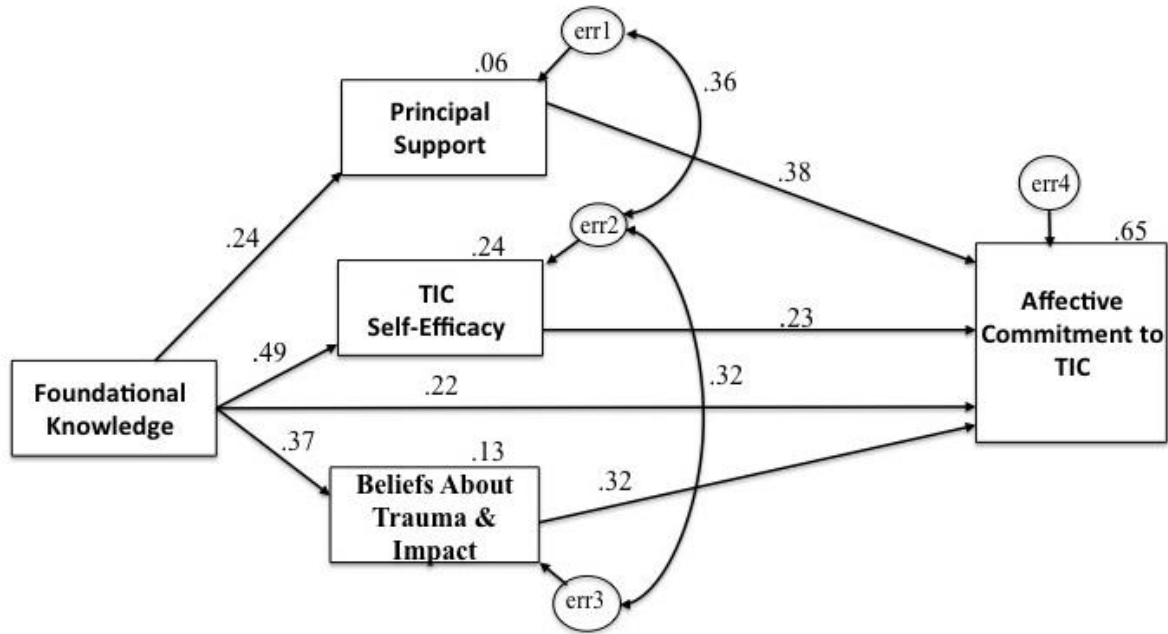 err1
.06
.36
Principal
Support
.38
err4
.24
err2
.24
.65
TIC
Self-Efficacy
Affective
Commitment to
TIC
.23
.49
.32
Foundational
Knowledge
.22
.37
.13
Beliefs About
Trauma &
Impact
.32
err3